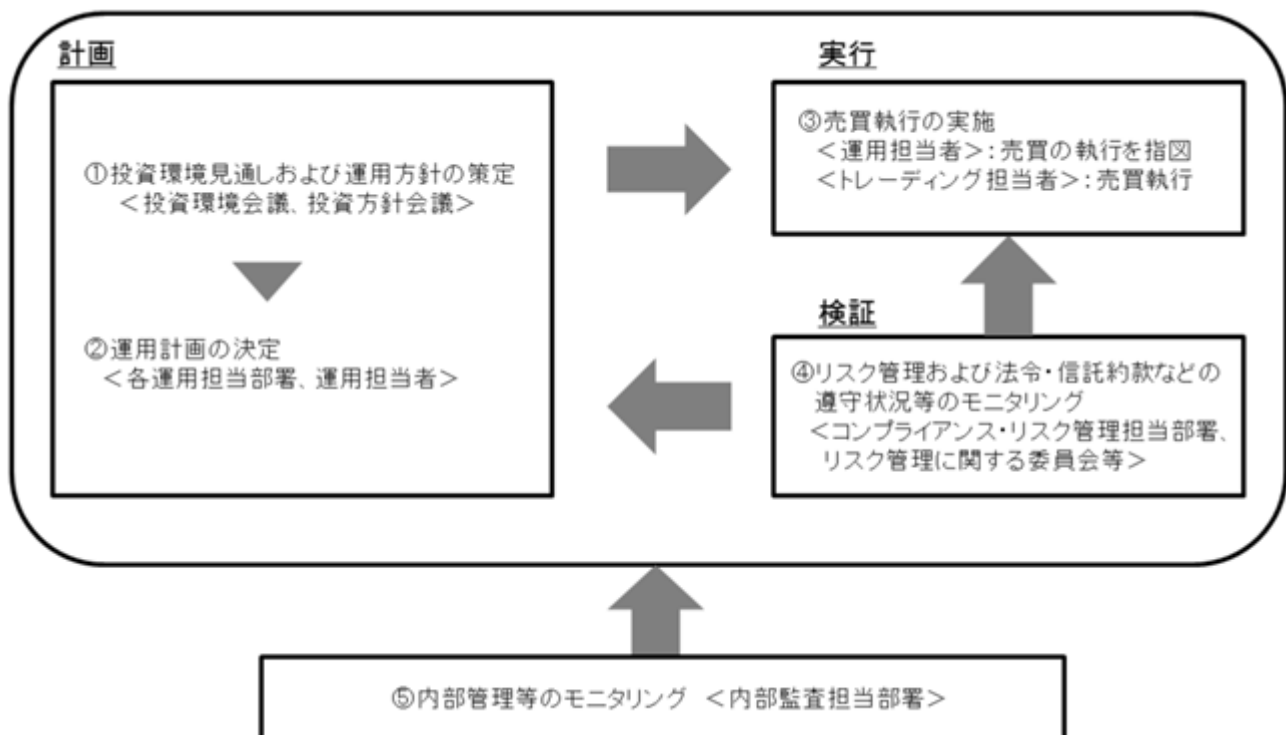 計画
①投資環境見通しおよび運用方針の策定
＜投資環境会議、投資方針会議＞
②運用計画の決定
＜各運用担当部署、運用担当者＞
実行
③売買執行の実施
＜運用担当者＞:売買の執行を指図
＜トレーディング担当者＞:売買執行
検証
④リスク管理および法令・信託約款などの
遵守状況等のモニタリング
＜コンプライアンス・リスク管理担当部署、
リスク管理に関する委員会等＞
⑤内部管理等のモニタリング ＜内部監査担当部署＞